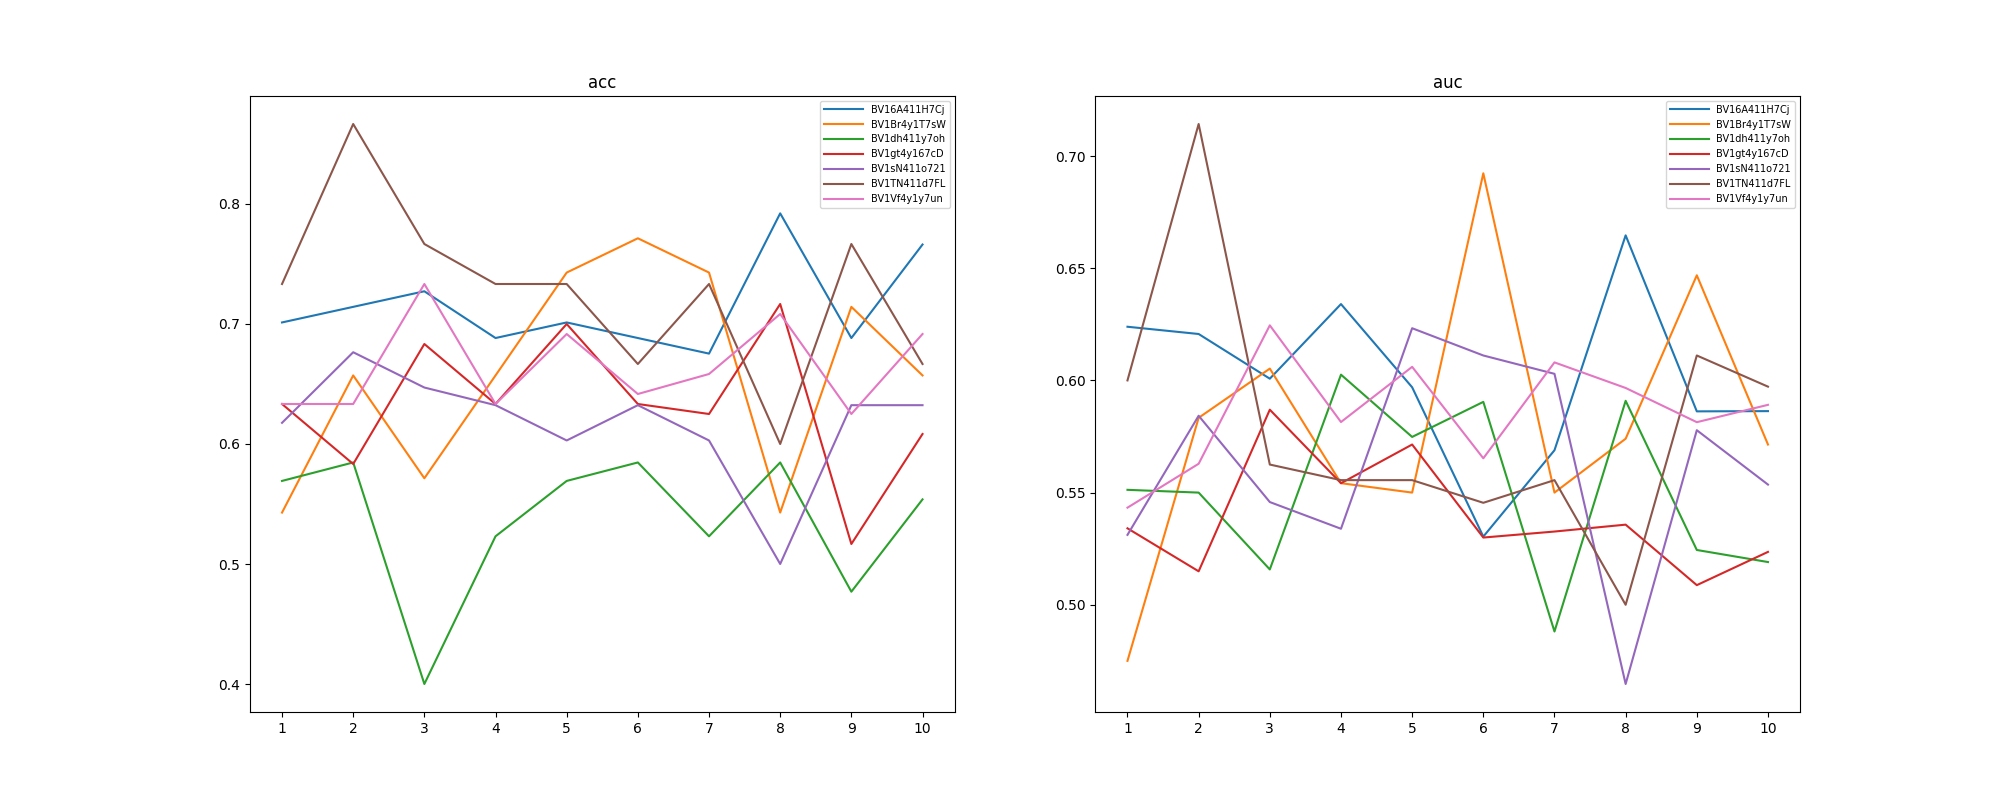 acc
BV16A411H7Cj
BV1Br4y1T7sW
BV1dh411y7oh
BV1gt4y167cD
BV1sN411o721
BV1TN411d7FL
BV1Vf4y1y7un
0.8
0.7
0.6
0.5
0.4
1 2 3 4 5 6 7 8 9 10
auc
BV16A411H7Cj
BV1Br4y1T7sW
BV1dh411y7oh
BV1gt4y167cD
BV1sN411o721
BV1TN411d7FL
BV1Vf4y1y7un
0.70
0.65
0.60
0.55
0.50
1 2 3 4 5 6 7 8 9 10